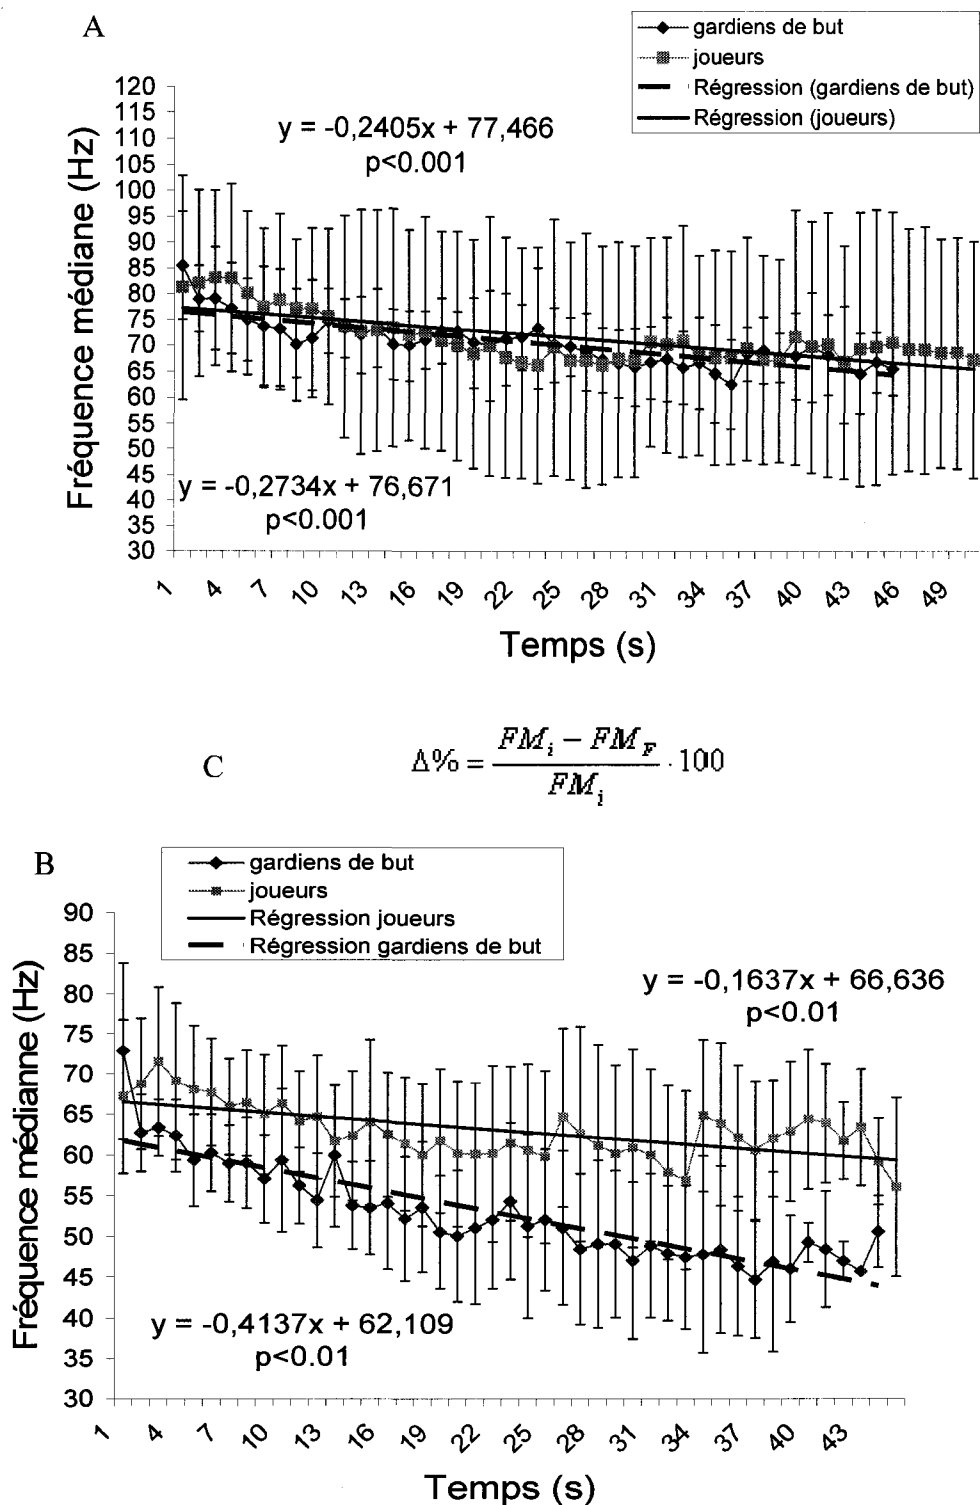 A
gardiens de but
joueurs
Régression (gardiens de but)
Régression (joueurs)
120
115
110
105
100
95
90
85
80
75
70
65
60
55
50
45
40
35
30
Fréquence médiane (Hz)
y = -0,2405x + 77,466
p<0.001
y = -0,2734x + 76,671
p<0.001
1 4 7 10 13 16 19 22 25 28 31 34 37 40 43 46 49
Temps (s)
C
Δ% = \frac{FM_i - FM_F}{FM_i} · 100
B
gardiens de but
joueurs
Régression joueurs
Régression gardiens de but
90
85
80
75
70
65
60
55
50
45
40
35
30
Fréquence médianne (Hz)
y = -0,1637x + 66,636
p<0.01
y = -0,4137x + 62,109
p<0.01
1 4 7 10 13 16 19 22 25 28 31 34 37 40 43
Temps (s)